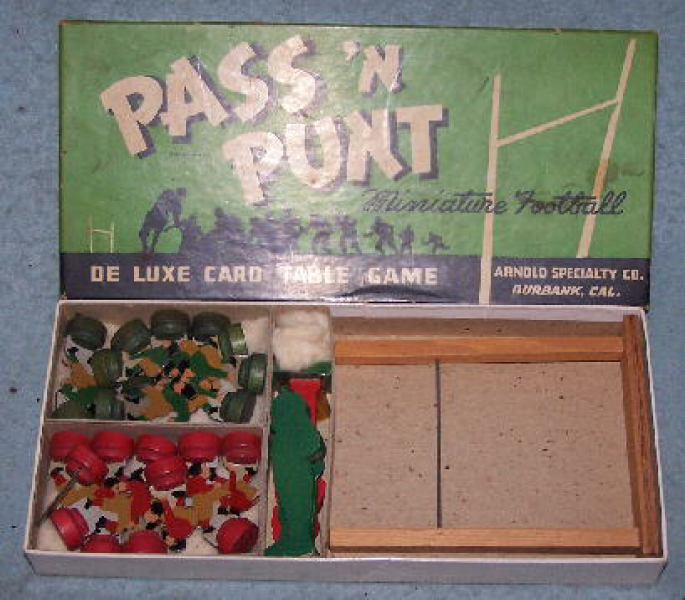 PASS 'N
PUNT
Miniature Football
DE LUXE CARD TABLE GAME
ARNOLD SPECIALTY CO.
BURBANK, CAL.